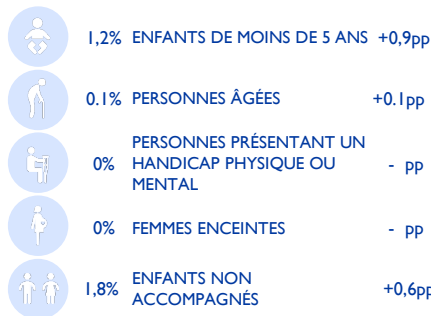 1,2% ENFANTS DE MOINS DE 5 ANS +0,9pp
0.1% PERSONNES ÂGÉES +0.1pp
PERSONNES PRÉSENTANT UN
0% HANDICAP PHYSIQUE OU - pp
MENTAL
0% FEMMES ENCEINTES - pp
1,8% ENFANTS NON
ACCOMPAGNÉS +0,6pp